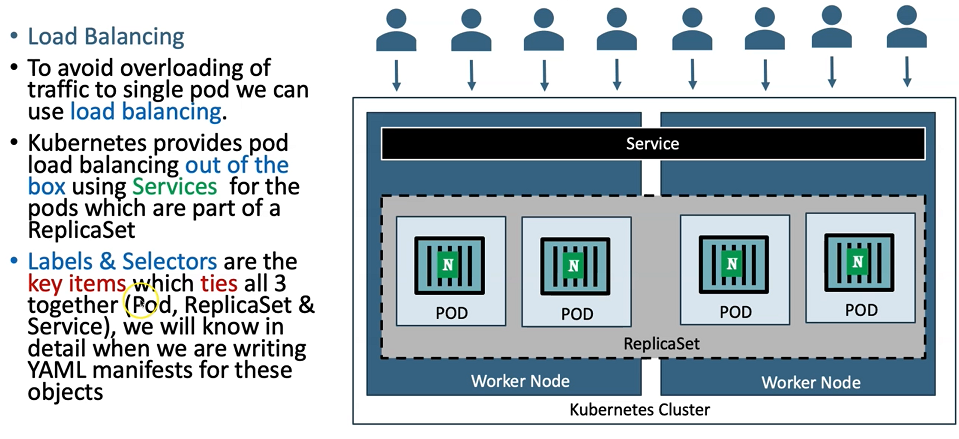 Load Balancing
To avoid overloading of
traffic to single pod we can
use load balancing.
Kubernetes provides pod
load balancing out of the
box using Services for the
pods which are part of a
ReplicaSet
Labels & Selectors are the
key items which ties all 3
together (Pod, ReplicaSet &
Service), we will know in
detail when we are writing
YAML manifests for these
objects
Service
N
N
N
N
POD
POD
POD
POD
ReplicaSet
Worker Node
Worker Node
Kubernetes Cluster